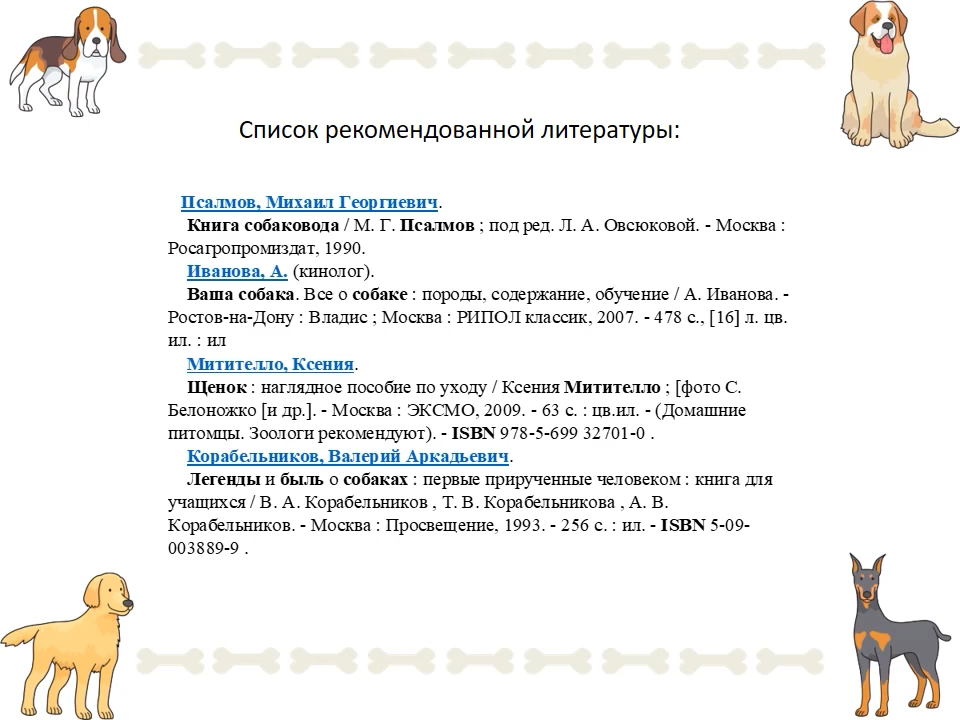 Список рекомендованной литературы:
Псалмов, Михаил Георгиевич.
Книга собаковода / М. Г. Псалмов ; под ред. Л. А. Овсюковой. - Москва :
Росагропромиздат, 1990.
Иванова, А. (кинолог).
Ваша собака. Все о собаке : породы, содержание, обучение / А. Иванова. -
Ростов-на-Дону : Владис ; Москва : РИПОЛ классик, 2007. - 478 с., [16] л. цв.
ил. : ил
Митителло, Ксения.
Щенок : наглядное пособие по уходу / Ксения Митителло ; [фото С.
Белоножко [и др.]. - Москва : ЭКСМО, 2009. - 63 с. : цв.ил. - (Домашние
питомцы. Зоологи рекомендуют). - ISBN 978-5-699 32701-0 .
Корабельников, Валерий Аркадьевич.
Легенды и быль о собаках : первые прирученные человеком : книга для
учащихся / В. А. Корабельников , Т. В. Корабельникова , А. В.
Корабельников. - Москва : Просвещение, 1993. - 256 с. : ил. - ISBN 5-09-
003889-9 .